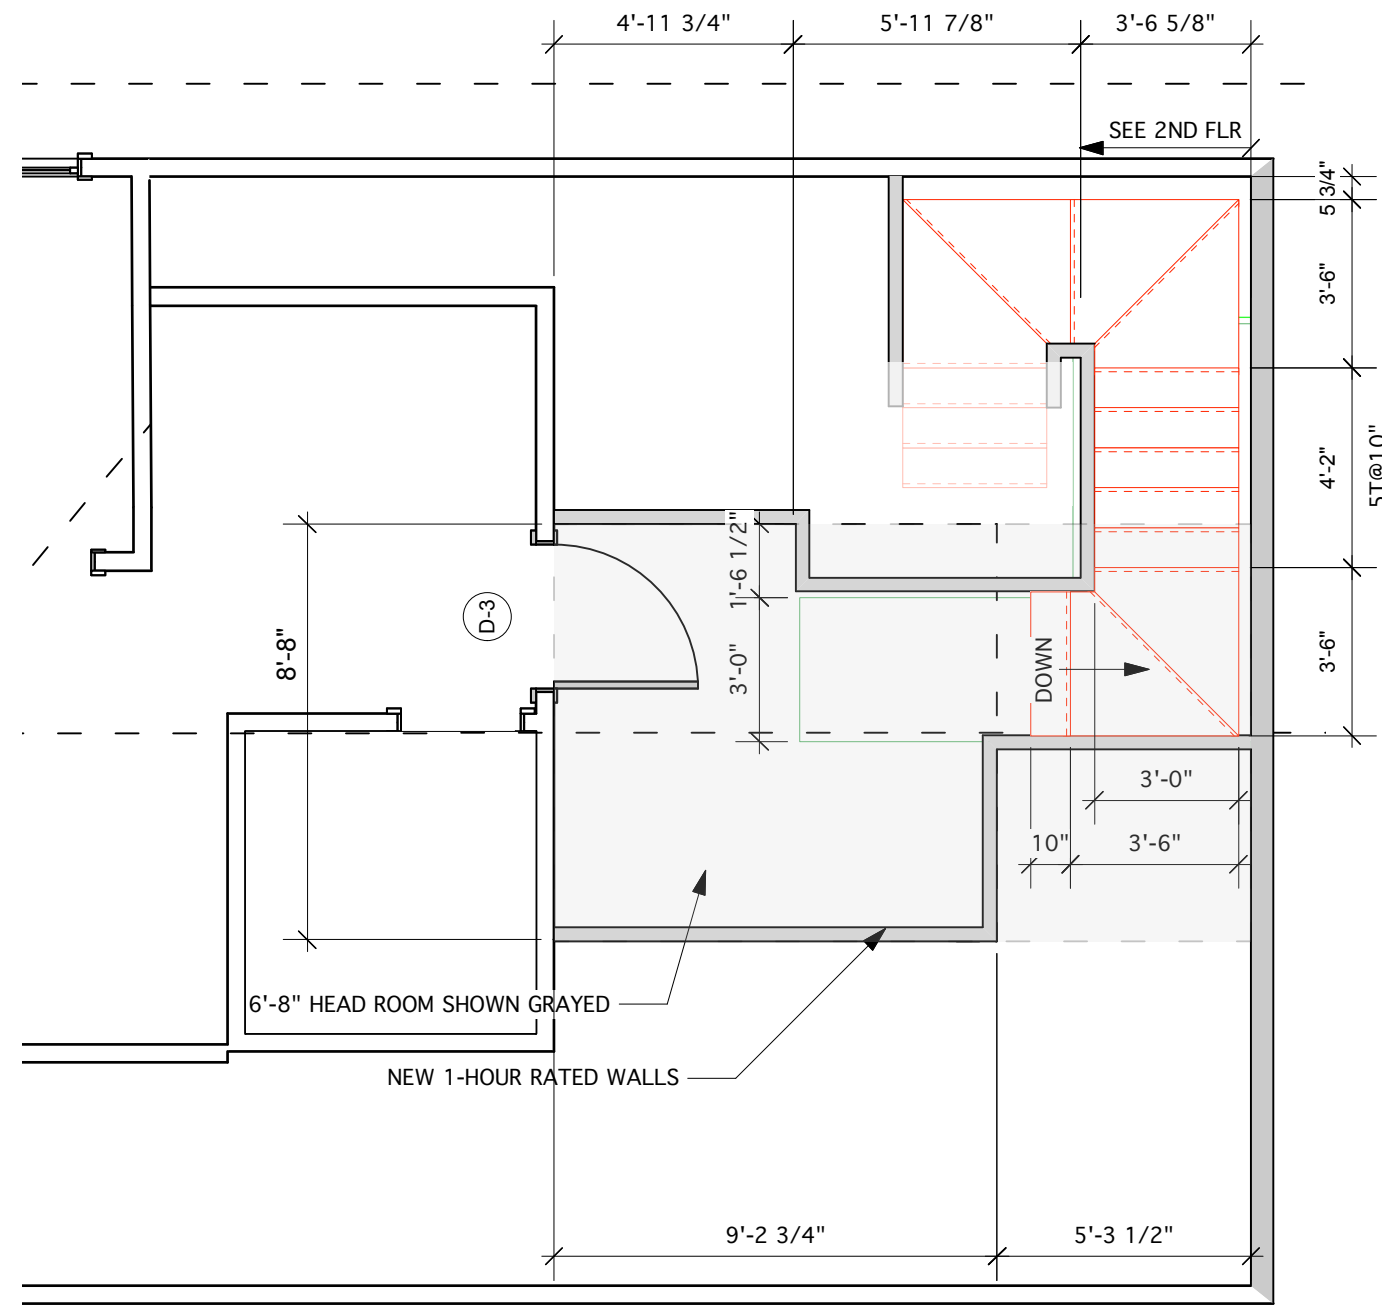 4'-11 3/4"
5'-11 7/8"
3'-6 5/8"
SEE 2ND FLR
5 3/4"
3'-6"
4'-2"
5T@10"
1'-6 1/2"
D-3
8'-8"
3'-0"
DOWN
3'-6"
3'-0"
10"
3'-6"
6'-8" HEAD ROOM SHOWN GRAYED
NEW 1-HOUR RATED WALLS
9'-2 3/4"
5'-3 1/2"